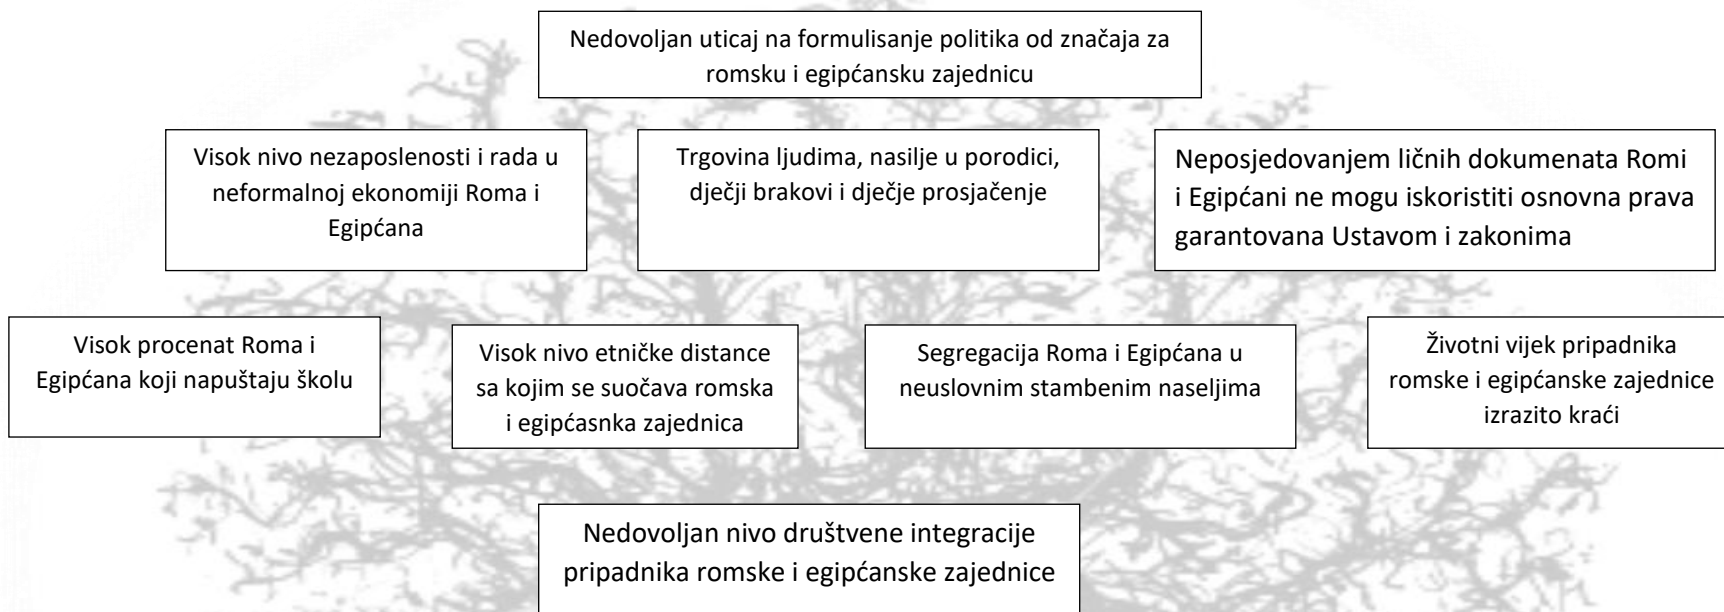 Nedovoljan uticaj na formulisanje politika od značaja za
romsku i egipćansku zajednicu
Visok nivo nezaposlenosti i rada u
neformalnoj ekonomiji Roma i
Egipćana
Trgovina ljudima, nasilje u porodici,
dječji brakovi i dječje prosjačenje
Neposjedovanjem ličnih dokumenata Romi
i Egipćani ne mogu iskoristiti osnovna prava
garantovana Ustavom i zakonima
Visok procenat Roma i
Egipćana koji napuštaju školu
Visok nivo etničke distance
sa kojim se suočava romska
i egipćasnka zajednica
Segregacija Roma i Egipćana u
neuslovnim stambenim naseljima
Životni vijek pripadnika
romske i egipćanske zajednice
izrazito kraći
Nedovoljan nivo društvene integracije
pripadnika romske i egipćanske zajednice